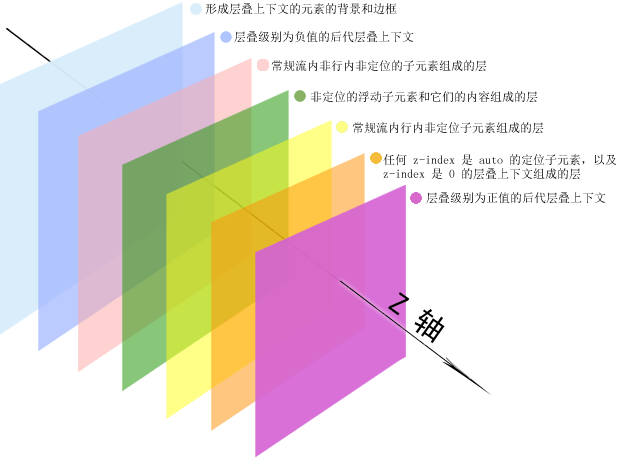 形成层叠上下文的元素的背景和边框
层叠级别为负值的后代层叠上下文
常规流内非行内非定位的子元素组成的层
非定位的浮动子元素和它们的内容组成的层
常规流内行内非定位子元素组成的层
任何 z-index 是 auto 的定位子元素，以及
z-index 是 0 的层叠上下文组成的层
层叠级别为正值的后代层叠上下文
Z 轴